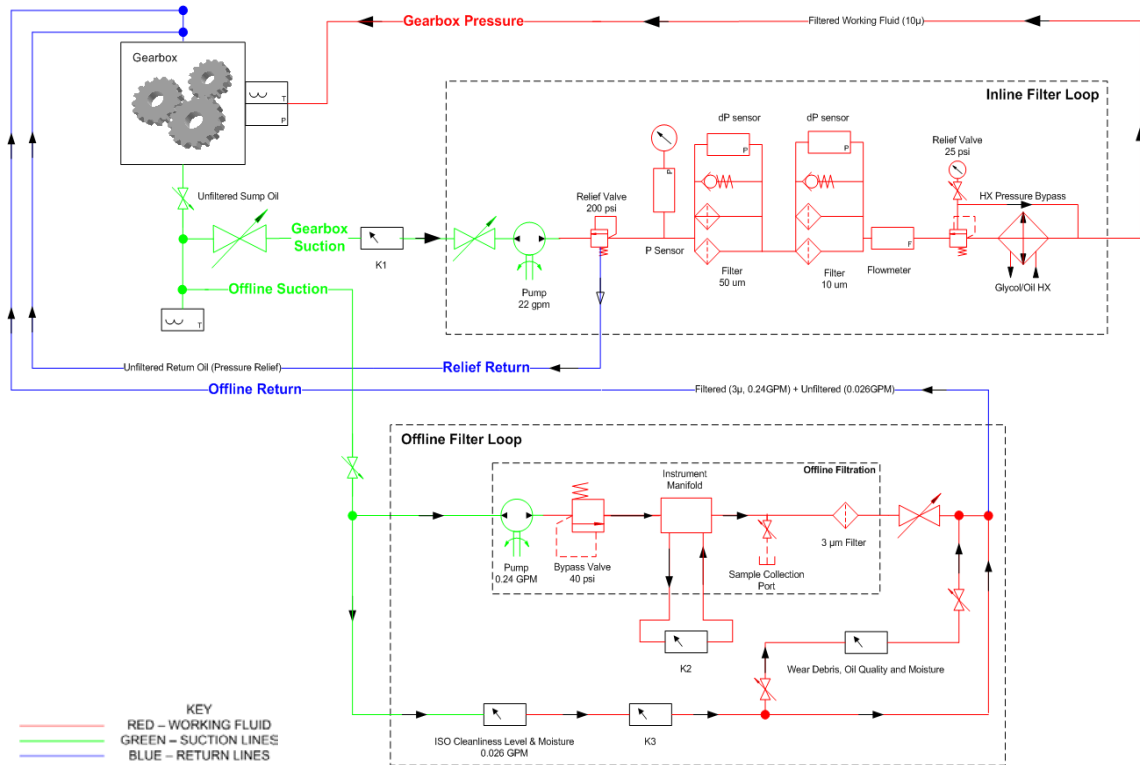 Gearbox Pressure
Filtered Working Fluid (10µ)
Gearbox
T
P
Inline Filter Loop
dP sensor
dP sensor
P
P
P
Relief Valve
25 psi
Unfiltered Sump Oil
Relief Valve
200 psi
HX Pressure Bypass
Gearbox
Suction
K1
P Sensor
F
Filter
50 um
Filter
10 um
Flowmeter
Glycol/Oil HX
Pump
22 gpm
Offline Suction
T
Unfiltered Return Oil (Pressure Relief)
Relief Return
Offline Return
Filtered (3µ, 0.24GPM) + Unfiltered (0.026GPM)
Offline Filter Loop
Offline Filtration
Instrument
Manifold
Pump
0.24 GPM
Bypass Valve
40 psi
Sample Collection
Port
3 µm Filter
K2
Wear Debris, Oil Quality and Moisture
ISO Cleanliness Level & Moisture
0.026 GPM
K3
KEY
RED – WORKING FLUID
GREEN – SUCTION LINES
BLUE – RETURN LINES